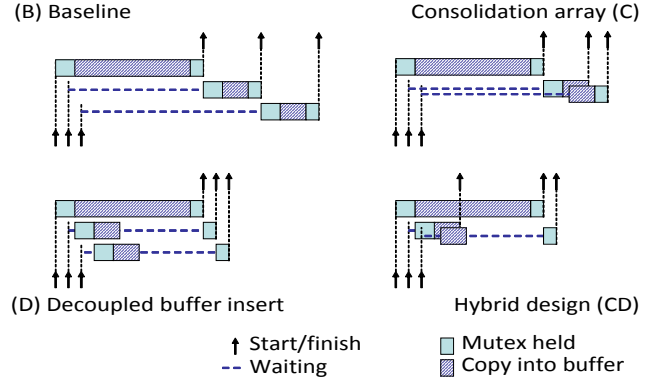 (B) Baseline
Consolidation array (C)
(D) Decoupled buffer insert
Hybrid design (CD)
Start/finish
Mutex held
Waiting
Copy into buffer